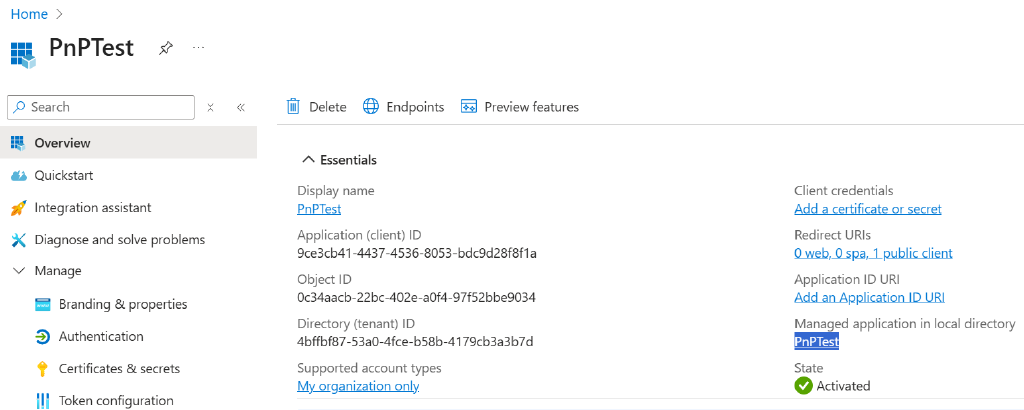 Home >
PnPTest
Search
Overview
Quickstart
Integration assistant
Diagnose and solve problems
Manage
Branding & properties
Authentication
Certificates & secrets
Token configuration
Delete Endpoints Preview features
Essentials
Display name
PnPTest
Application (client) ID
9ce3cb41-4437-4536-8053-bdc9d28f8f1a
Object ID
0c34aacb-22bc-402e-a0f4-97f52bbe9034
Directory (tenant) ID
4bffbf87-53a0-4fce-b58b-4179cb3a3b7d
Supported account types
My organization only
Client credentials
Add a certificate or secret
Redirect URIs
0 web, 0 spa, 1 public client
Application ID URI
Add an Application ID URI
Managed application in local directory
PnPTest
State
Activated